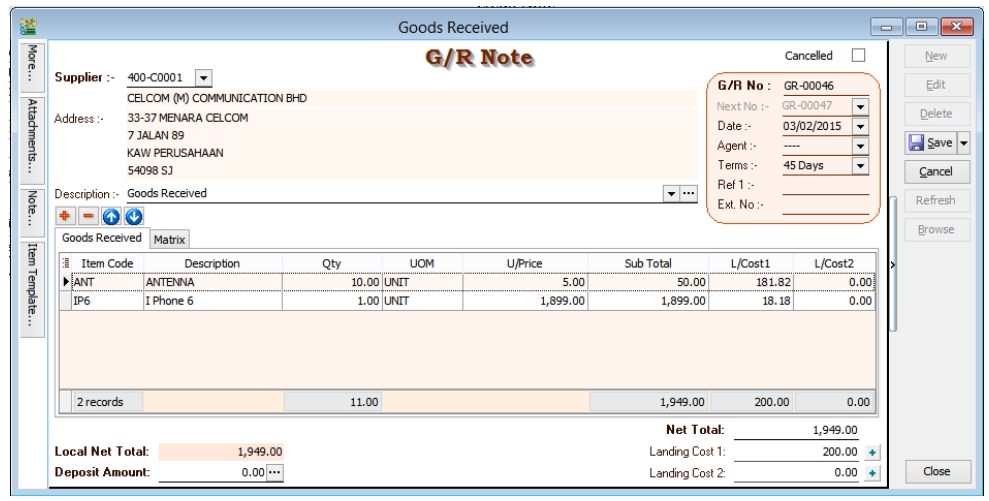 Goods Received
More...
Attachments...
Note...
Item Template...
G/R Note
Cancelled
Supplier :- 400-C0001
CELCOM (M) COMMUNICATION BHD
Address :- 33-37 MENARA CELCOM
7 JALAN 89
KAW PERUSAHAAN
54098 SJ
G/R No : GR-00046
Next No :- GR-00047
Date :- 03/02/2015
Agent :- ----
Terms :- 45 Days
Ref 1 :-
Ext. No :-
Description :- Goods Received
Goods Received Matrix
Item Code Description Qty UOM U/Price Sub Total L/Cost1 L/Cost2
ANT ANTENNA 10.00 UNIT 5.00 50.00 181.82 0.00
IP6 I Phone 6 1.00 UNIT 1,899.00 1,899.00 18.18 0.00
2 records 11.00 1,949.00 200.00 0.00
Net Total: 1,949.00
Local Net Total: 1,949.00 Landing Cost 1: 200.00
Deposit Amount: 0.00 Landing Cost 2: 0.00
New
Edit
Delete
Save
Cancel
Refresh
Browse
Close